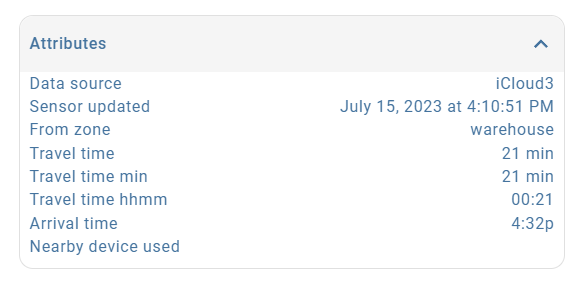 Attributes
Data source iCloud3
Sensor updated July 15, 2023 at 4:10:51 PM
From zone warehouse
Travel time 21 min
Travel time min 21 min
Travel time hhmm 00:21
Arrival time 4:32p
Nearby device used